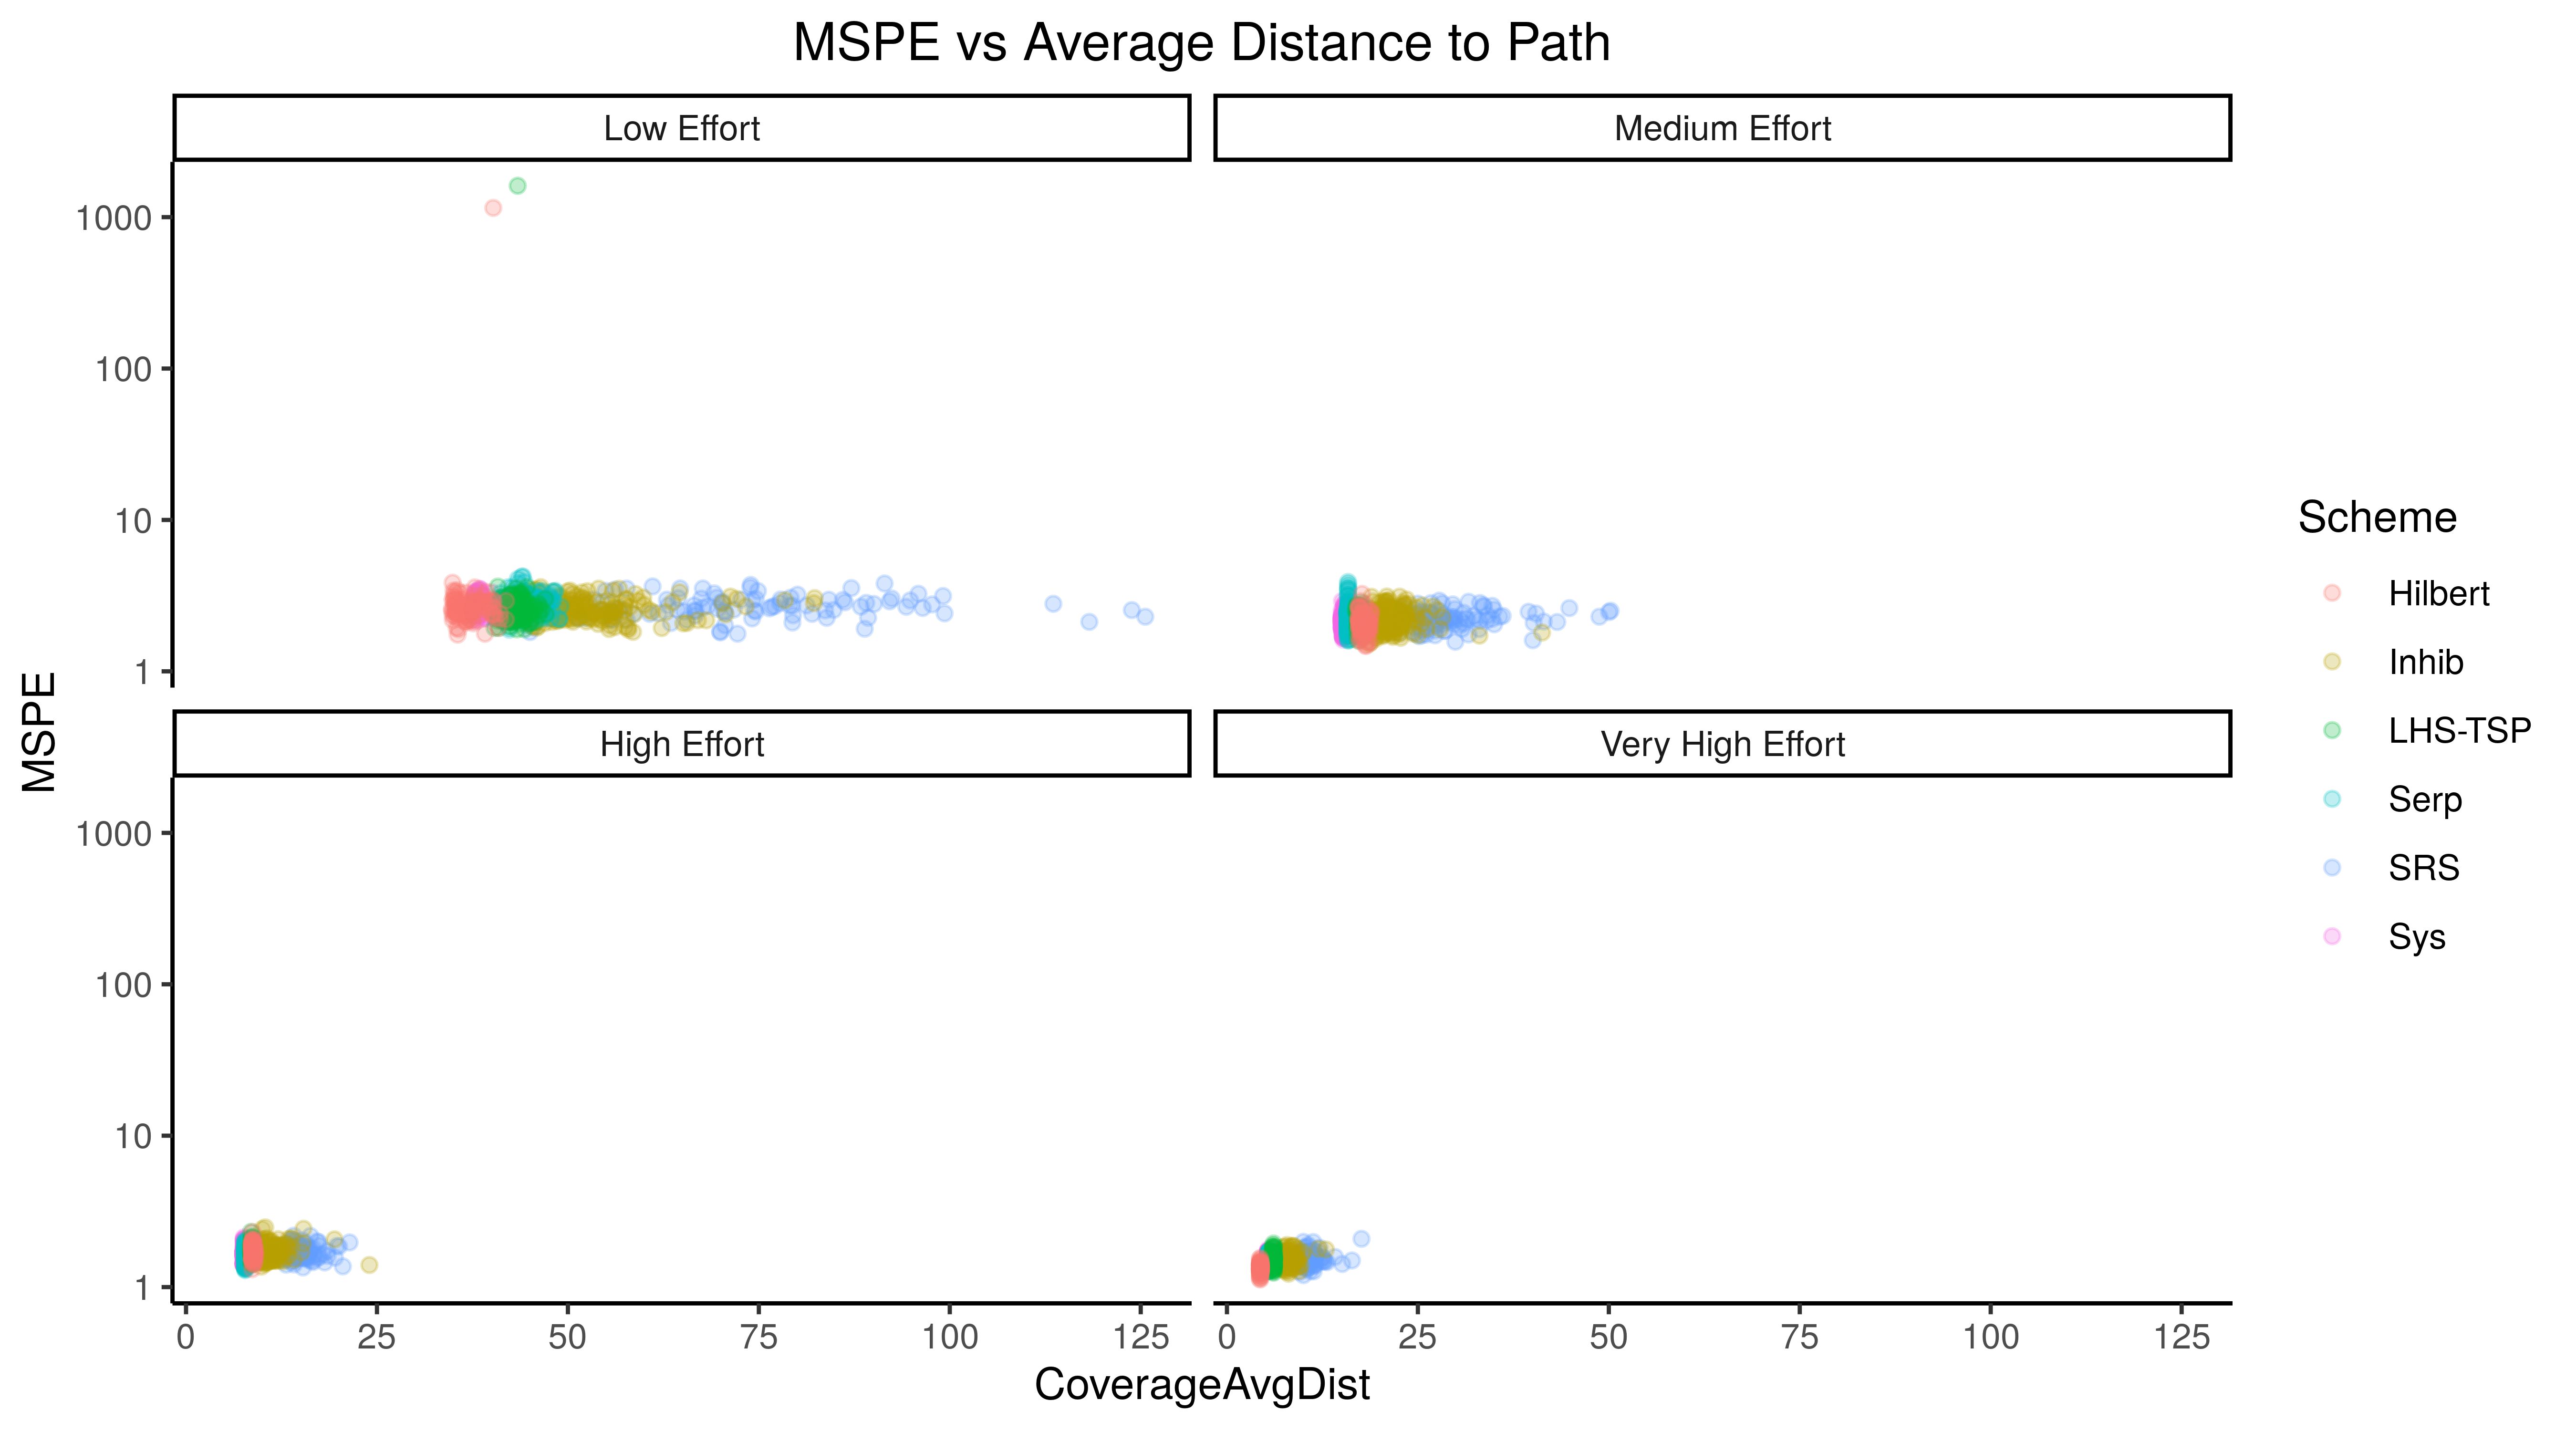 MSPE vs Average Distance to Path
Low Effort
Medium Effort
1000
100
10
1
High Effort
Very High Effort
1000
100
10
1
0 25 50 75 100 125
0 25 50 75 100 125
CoverageAvgDist
MSPE
Scheme
Hilbert
Inhib
LHS-TSP
Serp
SRS
Sys